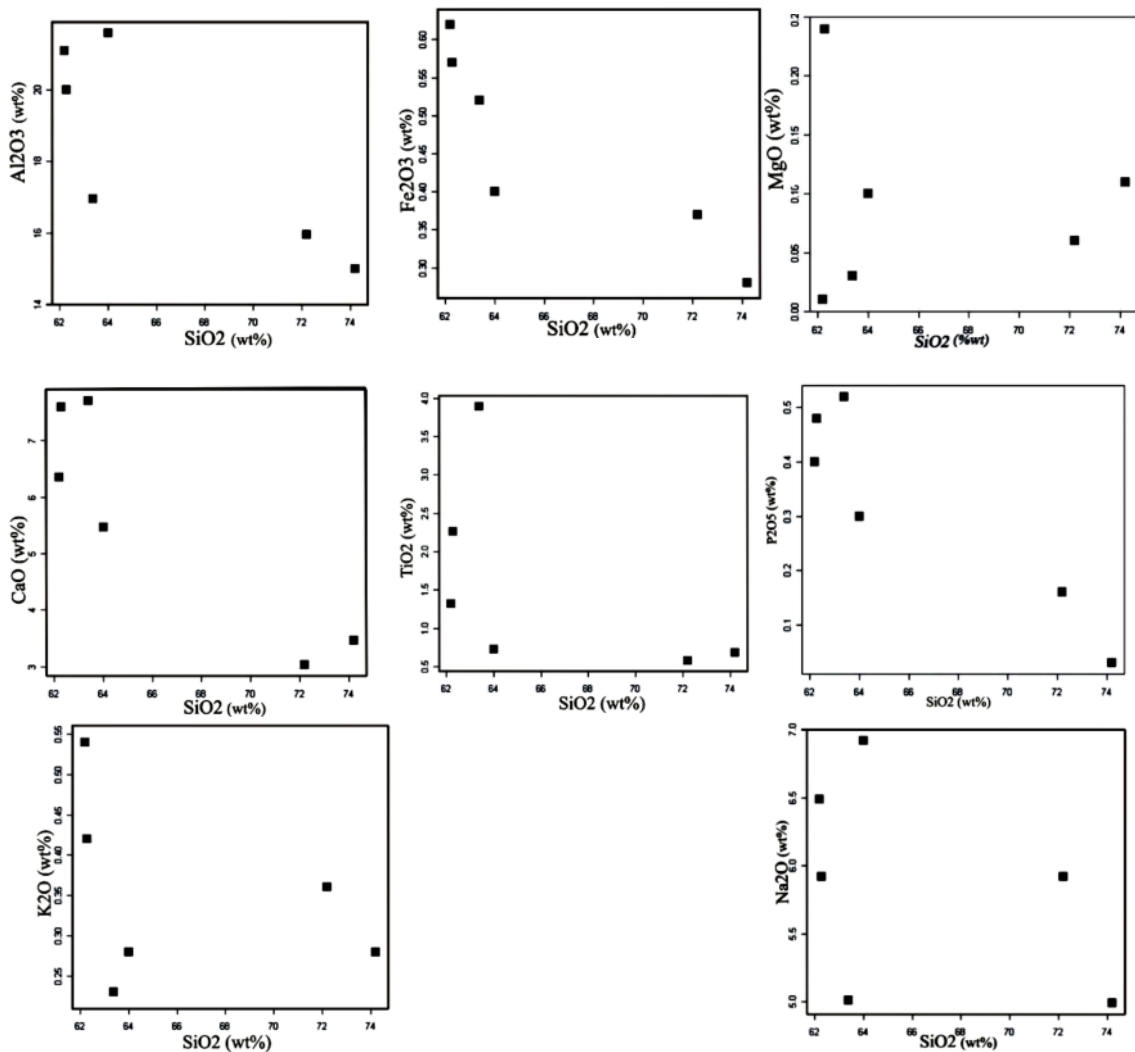 Al2O3 (wt%)
20
18
16
14
62 64 66 68 70 72 74
SiO2 (wt%)
Fe2O3 (wt%)
0.60
0.55
0.50
0.45
0.40
0.35
0.30
62 64 66 68 70 72 74
SiO2 (wt%)
MgO (wt%)
0.2
0.20
0.15
0.10
0.05
0.00
62 64 66 68 70 72 74
SiO2 (%wt)
CaO (wt%)
7
6
5
4
3
62 64 66 68 70 72 74
SiO2 (wt%)
TiO2 (wt%)
4.0
3.5
3.0
2.5
2.0
1.5
1.0
0.5
62 64 66 68 70 72 74
SiO2 (wt%)
P2O5 (wt%)
0.5
0.4
0.3
0.2
0.1
62 64 66 68 70 72 74
SiO2 (wt%)
K2O (wt%)
0.55
0.50
0.45
0.40
0.35
0.30
0.25
62 64 66 68 70 72 74
SiO2 (wt%)
Na2O (wt%)
7.0
6.5
6.0
5.5
5.0
62 64 66 68 70 72 74
SiO2 (wt%)